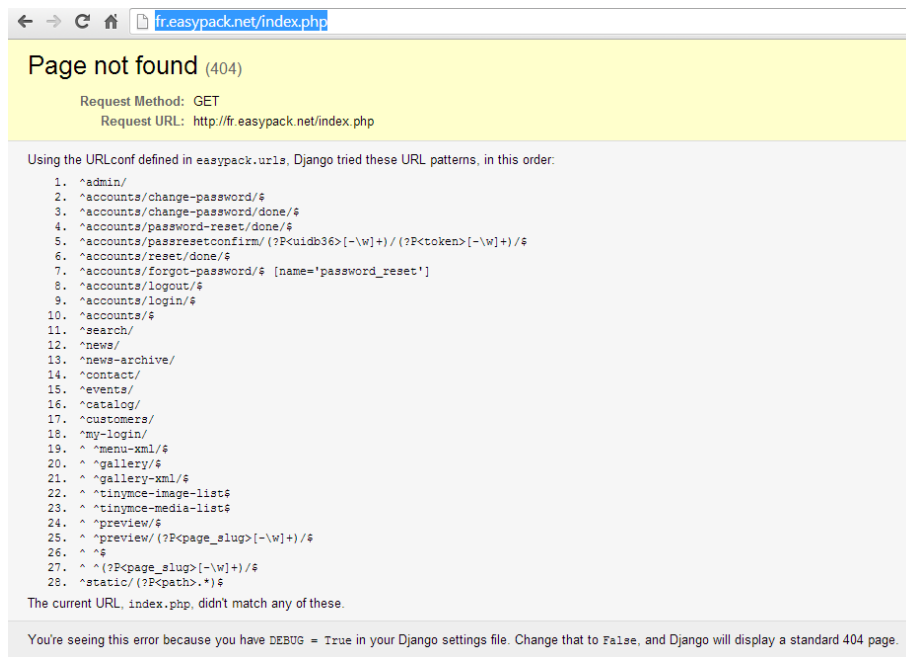 fr.easypack.net/index.php
Page not found (404)
Request Method: GET
Request URL: http://fr.easypack.net/index.php
Using the URLconf defined in easypack.urls, Django tried these URL patterns, in this order:
1. ^admin/
2. ^accounts/change-password/$
3. ^accounts/change-password/done/$
4. ^accounts/password-reset/done/$
5. ^accounts/passresetconfirm/(?P<uidb36>[-\w]+)/(?P<token>[-\w]+)/$
6. ^accounts/reset/done/$
7. ^accounts/forgot-password/$ [name='password_reset']
8. ^accounts/logout/$
9. ^accounts/login/$
10. ^accounts/$
11. ^search/
12. ^news/
13. ^news-archive/
14. ^contact/
15. ^events/
16. ^catalog/
17. ^customers/
18. ^my-login/
19. ^ ^menu-xml/$
20. ^ ^gallery/$
21. ^ ^gallery-xml/$
22. ^ ^tinymce-image-list$
23. ^ ^tinymce-media-list$
24. ^ ^preview/$
25. ^ ^preview/(?P<page_slug>[-\w]+)/$
26. ^ ^$
27. ^ ^(?P<page_slug>[-\w]+)/$
28. ^static/(?P<path>.*)$
The current URL, index.php, didn't match any of these.
You're seeing this error because you have DEBUG = True in your Django settings file. Change that to False, and Django will display a standard 404 page.